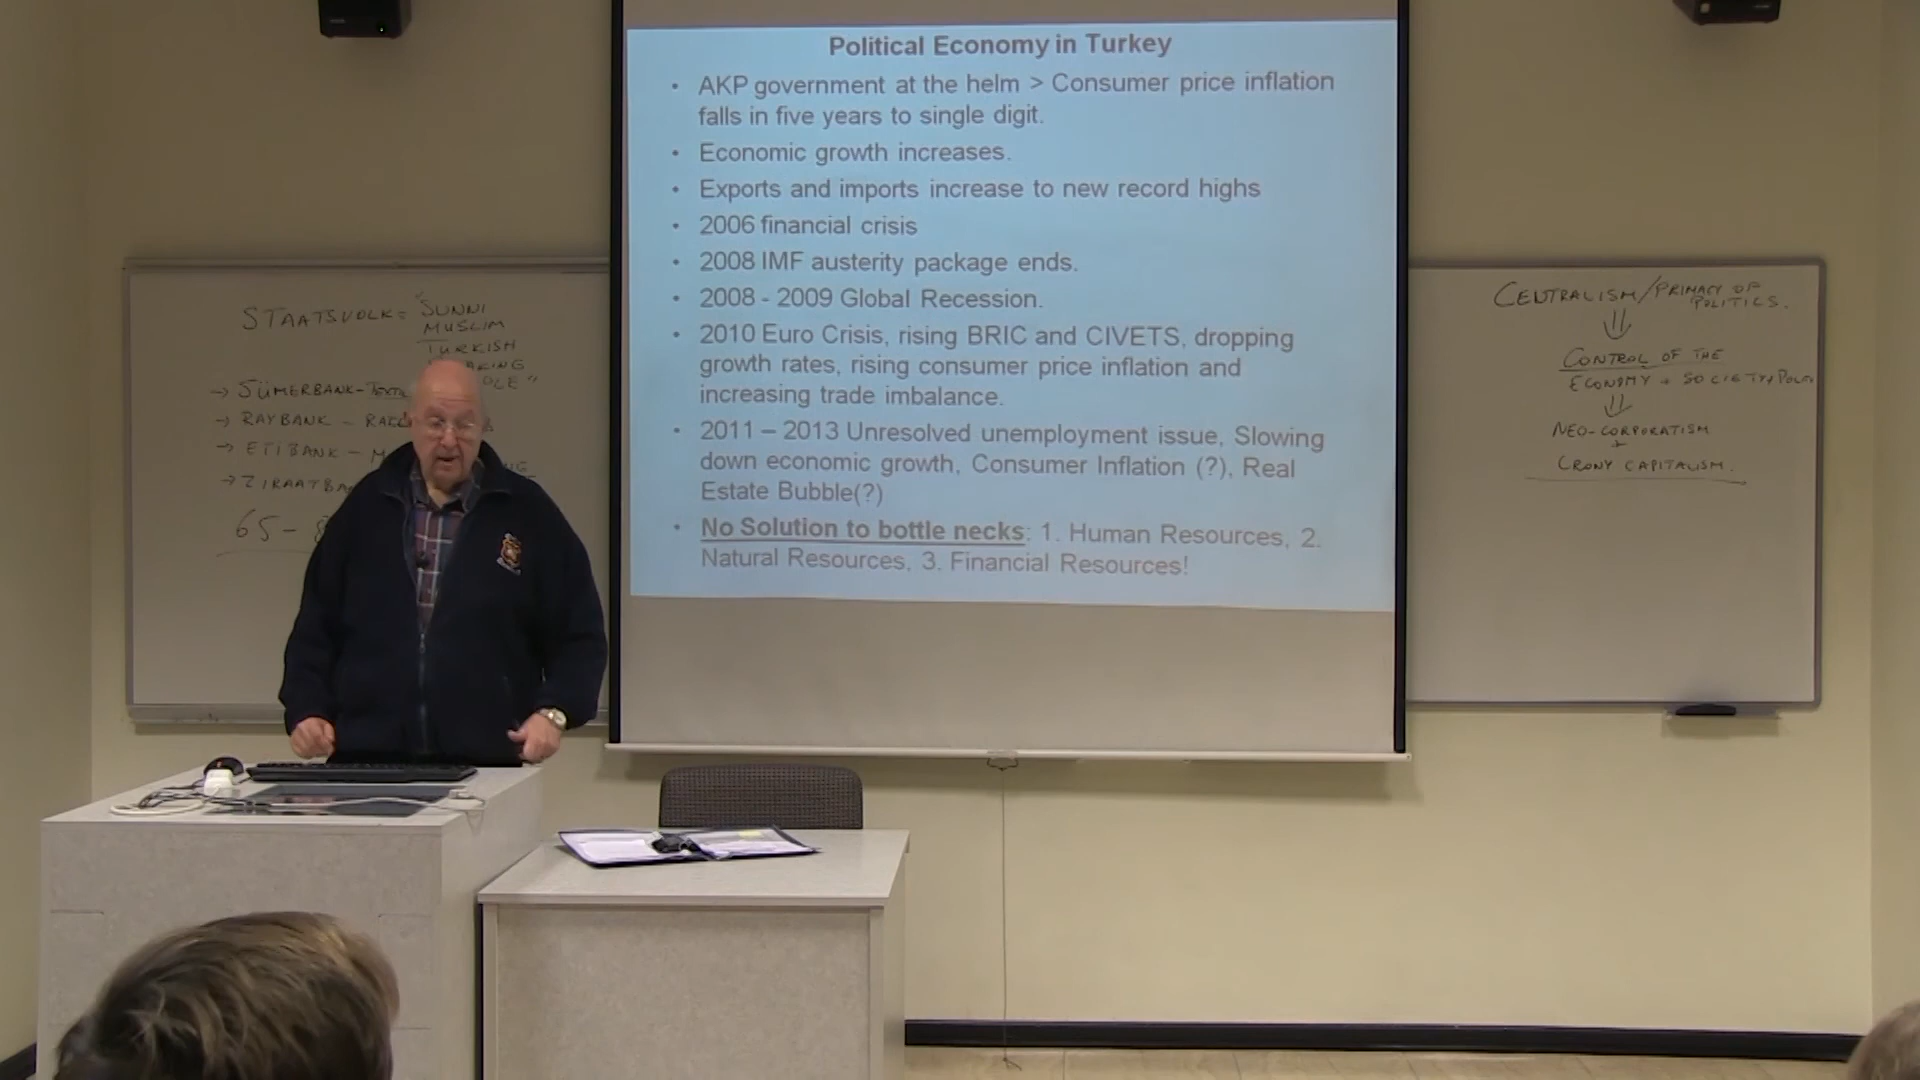 Political Economy in Turkey
• AKP government at the helm > Consumer price inflation
falls in five years to single digit.
• Economic growth increases.
• Exports and imports increase to new record highs
• 2006 financial crisis
• 2008 IMF austerity package ends.
• 2008 - 2009 Global Recession.
• 2010 Euro Crisis, rising BRIC and CIVETS, dropping
growth rates, rising consumer price inflation and
increasing trade imbalance.
• 2011 – 2013 Unresolved unemployment issue, Slowing
down economic growth, Consumer Inflation (?), Real
Estate Bubble(?)
• No Solution to bottle necks: 1. Human Resources, 2.
Natural Resources, 3. Financial Resources!
STAATSVOLK = "SUNNI
MUSLIM
TURKISH
→ SÜMERBANK-
→ RAYBANK -
→ ETIBANK -
65-
CENTRALISM/PRIMACY OF
POLITICS.
⇓
CONTROL OF THE
ECONOMY + SOCIETY+
⇓
NEO-CORPORATISM
+
CRONY CAPITALISM.